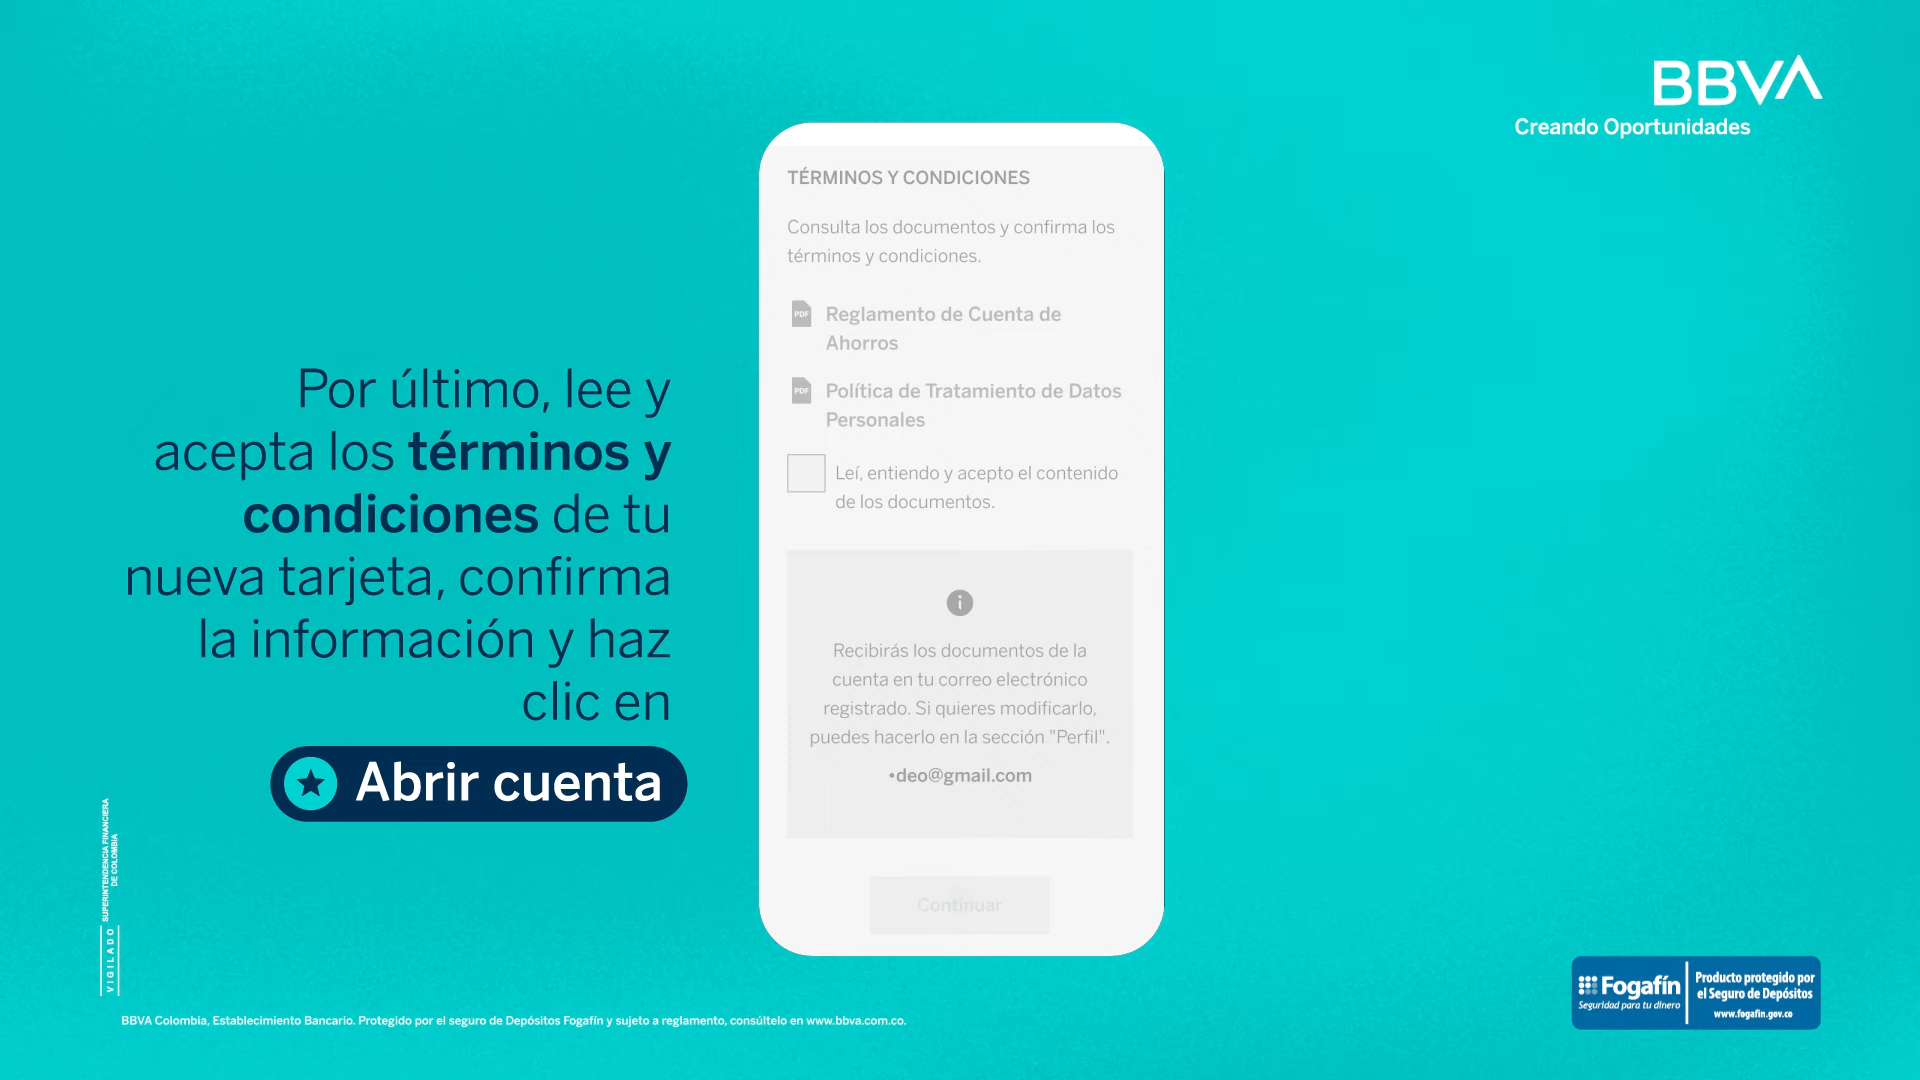 BBVA
Creando Oportunidades
TÉRMINOS Y CONDICIONES
Consulta los documentos y confirma los
términos y condiciones.
PDF
Reglamento de Cuenta de
Ahorros
PDF
Política de Tratamiento de Datos
Personales
Leí, entiendo y acepto el contenido
de los documentos.
Recibirás los documentos de la
cuenta en tu correo electrónico
registrado. Si quieres modificarlo,
puedes hacerlo en la sección "Perfil".
•deo@gmail.com
Continuar
Por último, lee y
acepta los términos y
condiciones de tu
nueva tarjeta, confirma
la información y haz
clic en
Abrir cuenta
VIGILADO SUPERINTENDENCIA FINANCIERA
DE COLOMBIA
BBVA Colombia, Establecimiento Bancario. Protegido por el seguro de Depósitos Fogafín y sujeto a reglamento, consúltelo en www.bbva.com.co.
Fogafín
Seguridad para tu dinero
Producto protegido por
el Seguro de Depósitos
www.fogafin.gov.co